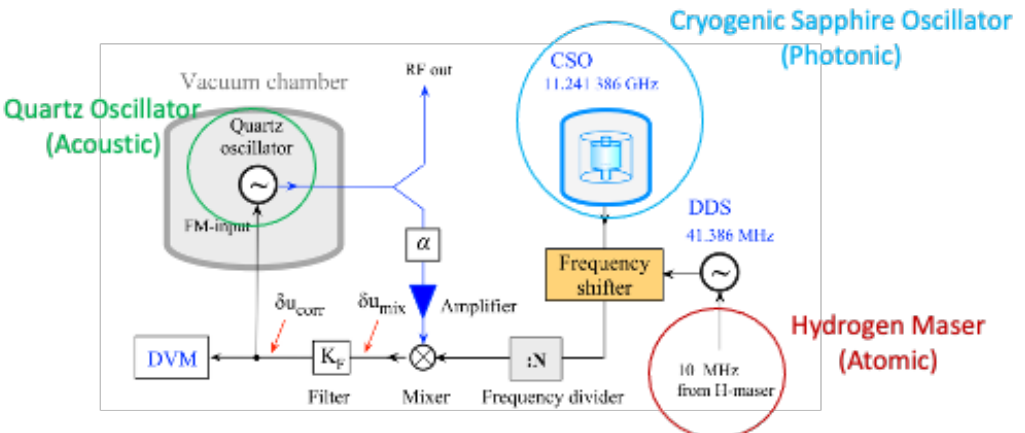 Cryogenic Sapphire Oscillator
(Photonic)
CSO
11.241 386 GHz
RF out
Vacuum chamber
Quartz Oscillator
(Acoustic)
Quartz
oscillator
~
FM-input
α
DDS
41.386 MHz
~
Frequency
shifter
Amplifier
δu_corr
δu_mix
Hydrogen Maser
(Atomic)
DVM
K_F
:N
10 MHz
from H-maser
Filter
Mixer
Frequency divider